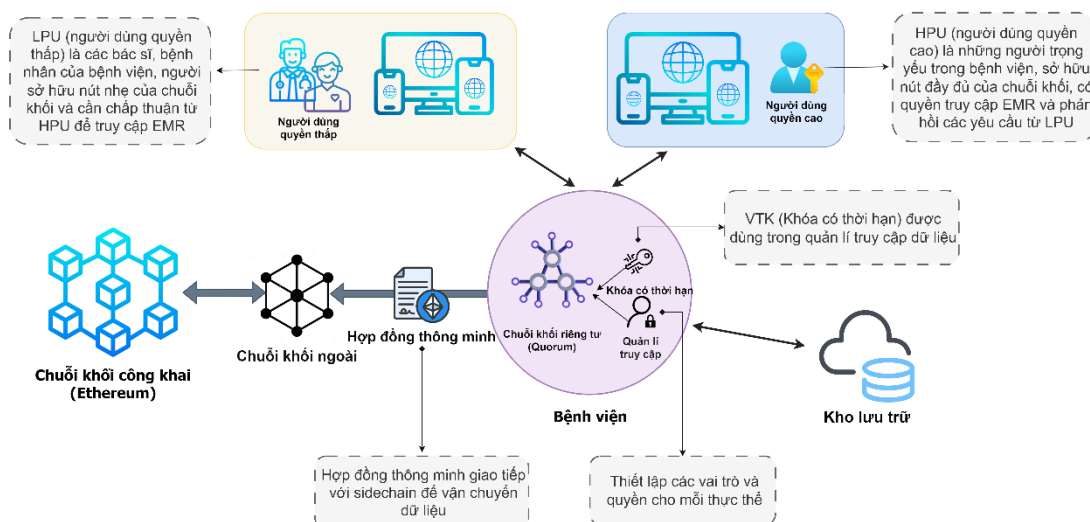 LPU (người dùng quyền
thấp) là các bác sĩ, bệnh
nhân của bệnh viện, người
sở hữu nút nhẹ của chuỗi
khối và cần chấp thuận từ
HPU để truy cập EMR
Người dùng
quyền thấp
Người dùng
quyền cao
HPU (người dùng quyền
cao) là những người trọng
yếu trong bệnh viện, sở hữu
nút đầy đủ của chuỗi khối, có
quyền truy cập EMR và phản
hồi các yêu cầu từ LPU
VTK (Khóa có thời hạn) được
dùng trong quản lí truy cập dữ liệu
Khóa có thời hạn
Chuỗi khối riêng tư
(Quorum)
Quản lí
truy cập
Hợp đồng thông minh
Chuỗi khối ngoài
Chuỗi khối công khai
(Ethereum)
Bệnh viện
Kho lưu trữ
Hợp đồng thông minh giao tiếp
với sidechain để vận chuyển
dữ liệu
Thiết lập các vai trò và
quyền cho mỗi thực thể